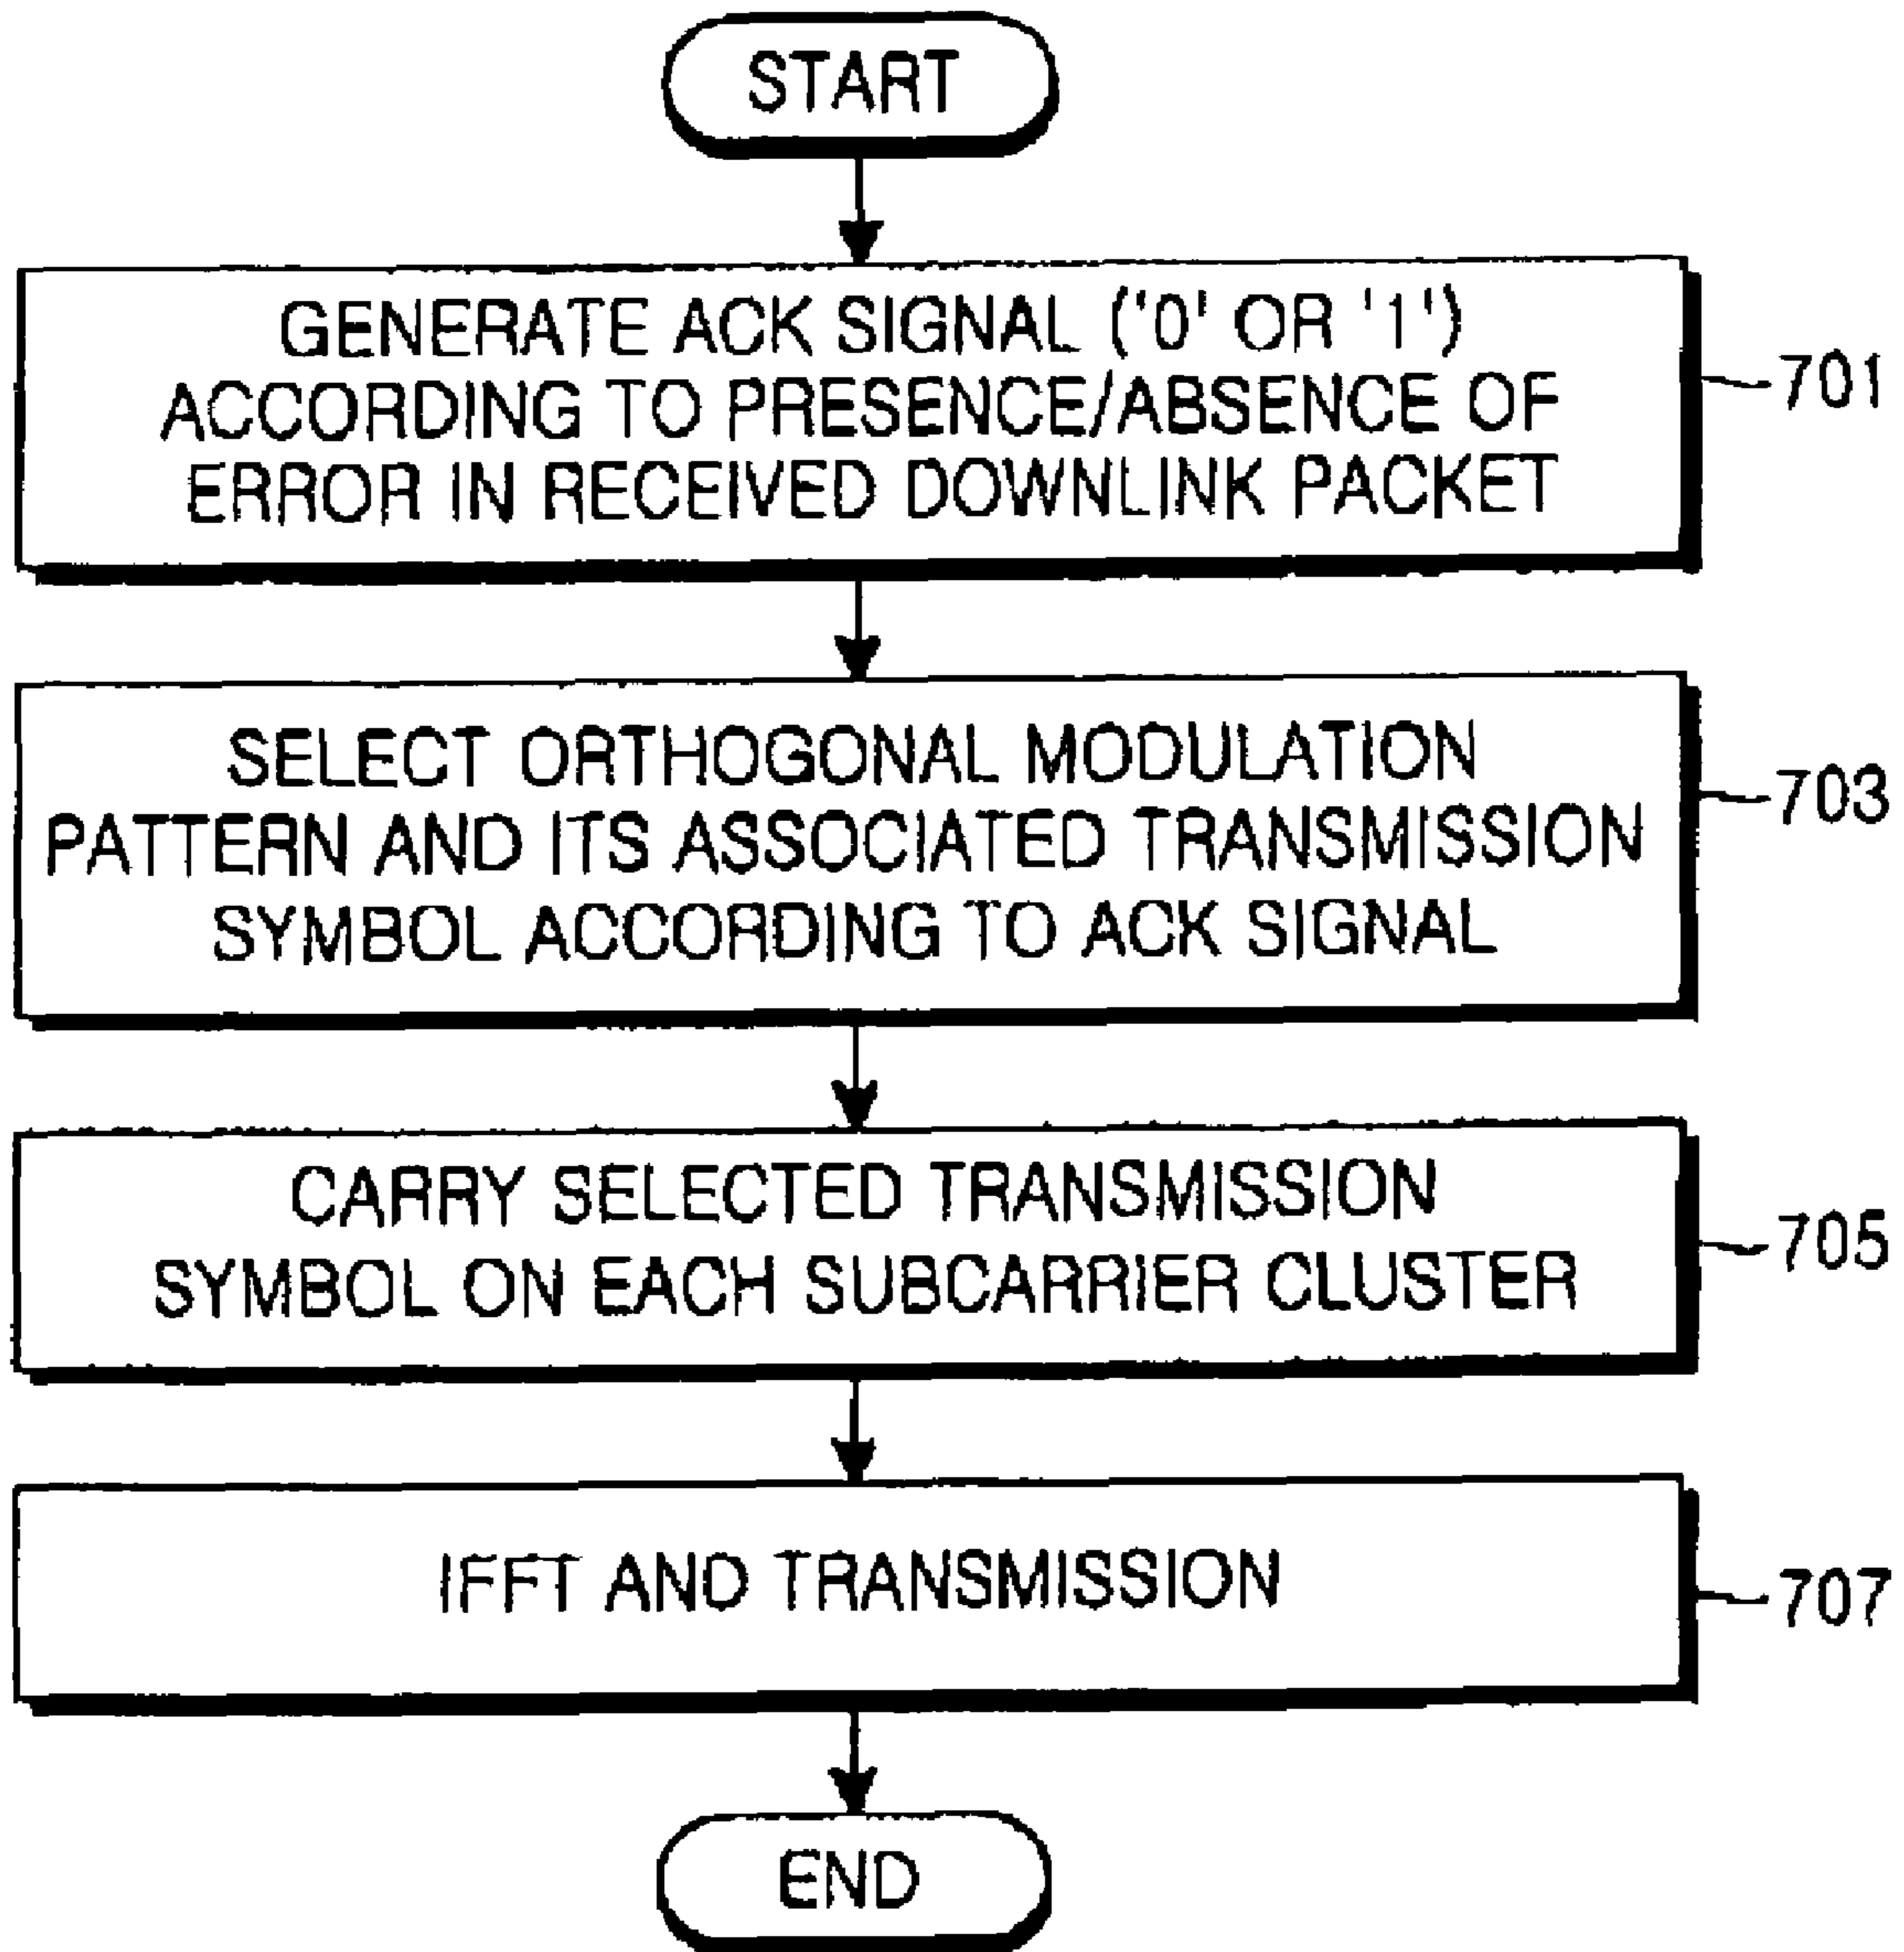 START
GENERATE ACK SIGNAL ('0' OR '1')
ACCORDING TO PRESENCE/ABSENCE OF
ERROR IN RECEIVED DOWNLINK PACKET
701
SELECT ORTHOGONAL MODULATION
PATTERN AND ITS ASSOCIATED TRANSMISSION
SYMBOL ACCORDING TO ACK SIGNAL
703
CARRY SELECTED TRANSMISSION
SYMBOL ON EACH SUBCARRIER CLUSTER
705
IFFT AND TRANSMISSION
707
END